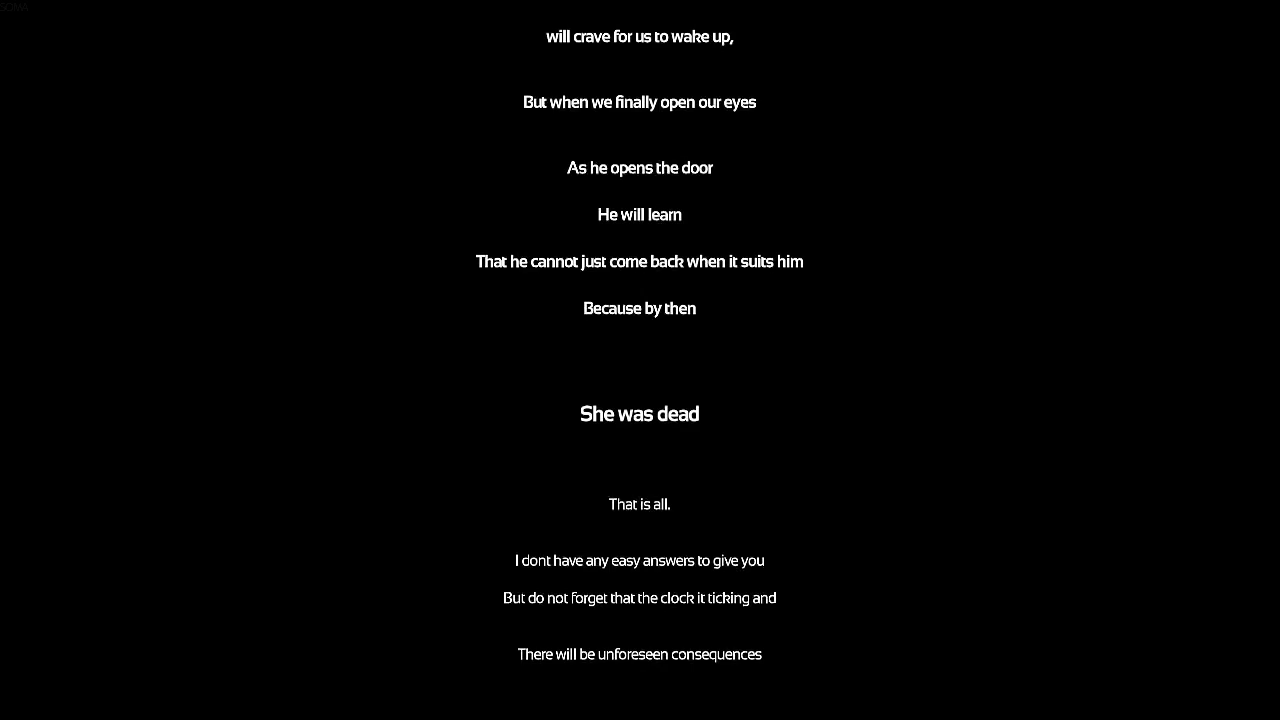 SOMA
will crave for us to wake up,
But when we finally open our eyes
As he opens the door
He will learn
That he cannot just come back when it suits him
Because by then
She was dead
That is all.
I dont have any easy answers to give you
But do not forget that the clock it ticking and
There will be unforeseen consequences